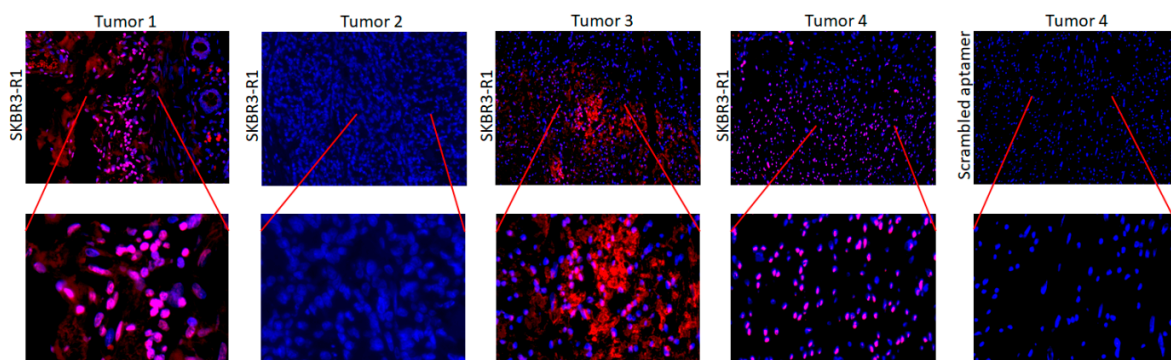 Tumor 1
Tumor 2
Tumor 3
Tumor 4
Tumor 4
SKBR3-R1
SKBR3-R1
SKBR3-R1
SKBR3-R1
Scrambled aptamer